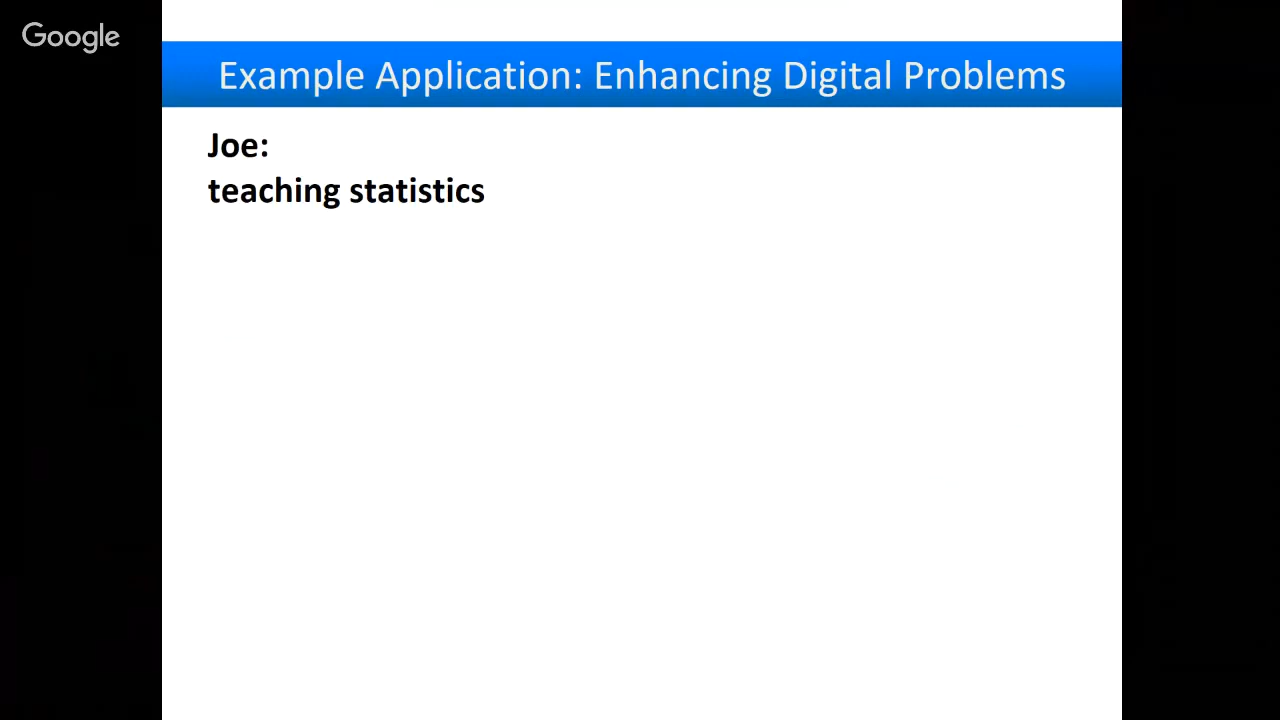 Google
Example Application: Enhancing Digital Problems
Joe:
teaching statistics